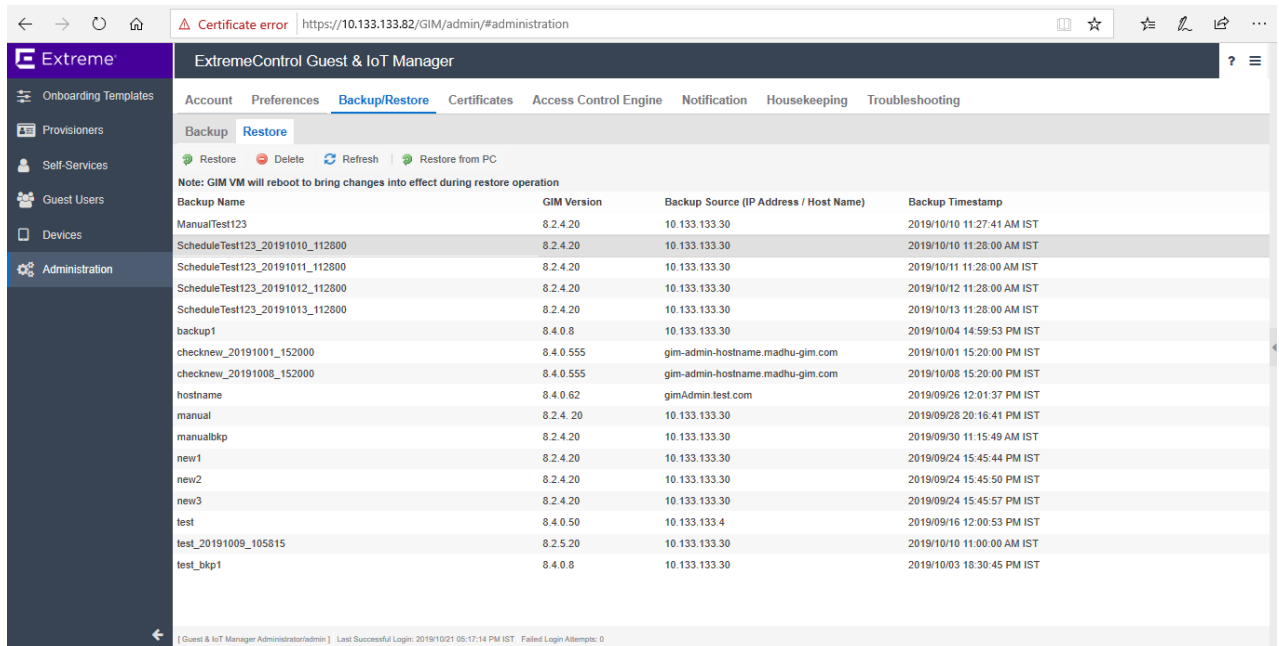 Certificate error https://10.133.133.82/GIM/admin/#administration
Extreme
ExtremeControl Guest & IoT Manager ?
Onboarding Templates
Provisioners
Self-Services
Guest Users
Devices
Administration
Account Preferences Backup/Restore Certificates Access Control Engine Notification Housekeeping Troubleshooting
Backup Restore
Restore Delete Refresh Restore from PC
Note: GIM VM will reboot to bring changes into effect during restore operation
Backup Name GIM Version Backup Source (IP Address / Host Name) Backup Timestamp
ManualTest123 8.2.4.20 10.133.133.30 2019/10/10 11:27:41 AM IST
ScheduleTest123_20191010_112800 8.2.4.20 10.133.133.30 2019/10/10 11:28:00 AM IST
ScheduleTest123_20191011_112800 8.2.4.20 10.133.133.30 2019/10/11 11:28:00 AM IST
ScheduleTest123_20191012_112800 8.2.4.20 10.133.133.30 2019/10/12 11:28:00 AM IST
ScheduleTest123_20191013_112800 8.2.4.20 10.133.133.30 2019/10/13 11:28:00 AM IST
backup1 8.4.0.8 10.133.133.30 2019/10/04 14:59:53 PM IST
checknew_20191001_152000 8.4.0.555 gim-admin-hostname.madhu-gim.com 2019/10/01 15:20:00 PM IST
checknew_20191008_152000 8.4.0.555 gim-admin-hostname.madhu-gim.com 2019/10/08 15:20:00 PM IST
hostname 8.4.0.62 gimAdmin.test.com 2019/09/26 12:01:37 PM IST
manual 8.2.4. 20 10.133.133.30 2019/09/28 20:16:41 PM IST
manualbkp 8.2.4.20 10.133.133.30 2019/09/30 11:15:49 AM IST
new1 8.2.4.20 10.133.133.30 2019/09/24 15:45:44 PM IST
new2 8.2.4.20 10.133.133.30 2019/09/24 15:45:50 PM IST
new3 8.2.4.20 10.133.133.30 2019/09/24 15:45:57 PM IST
test 8.4.0.50 10.133.133.4 2019/09/16 12:00:53 PM IST
test_20191009_105815 8.2.5.20 10.133.133.30 2019/10/10 11:00:00 AM IST
test_bkp1 8.4.0.8 10.133.133.30 2019/10/03 18:30:45 PM IST
[ Guest & IoT Manager Administrator/admin ] Last Successful Login: 2019/10/21 05:17:14 PM IST Failed Login Attempts: 0